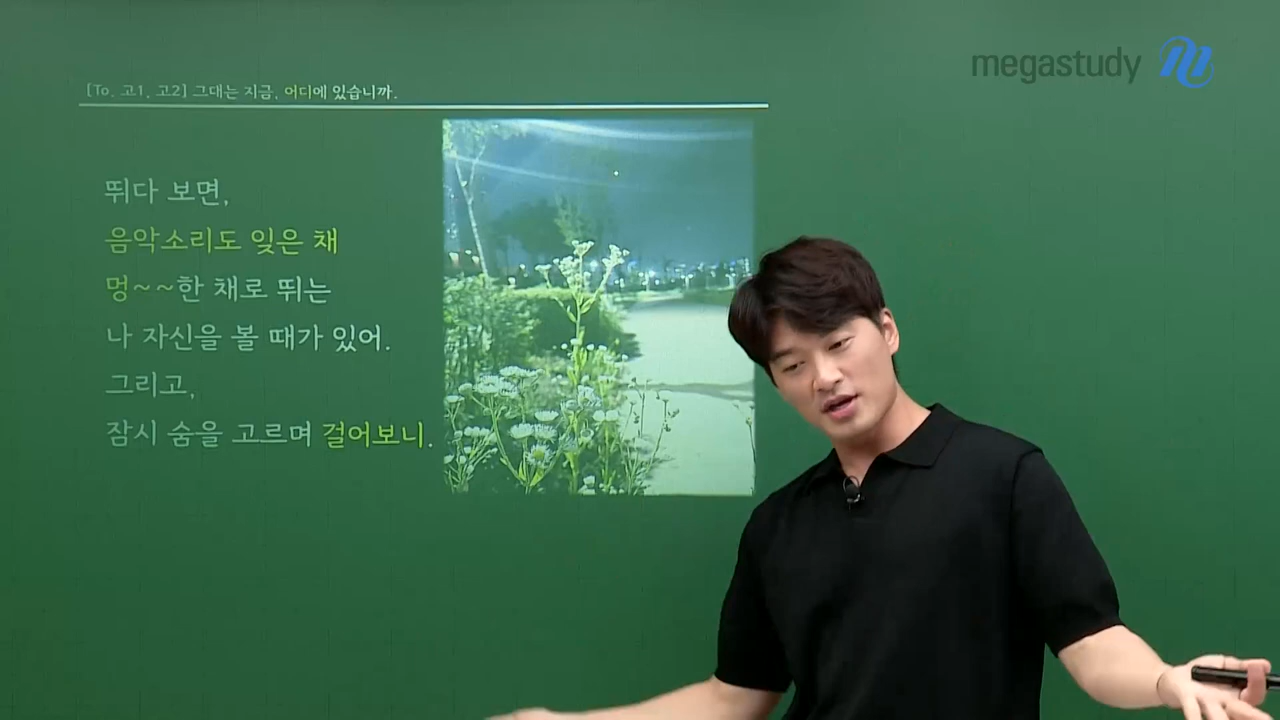 megastudy
[To. 고1, 고2] 그대는 지금, 어디에 있습니까.
뛰다 보면,
음악소리도 잊은 채
멍~~한 채로 뛰는
나 자신을 볼 때가 있어.
그리고,
잠시 숨을 고르며 걸어보니.